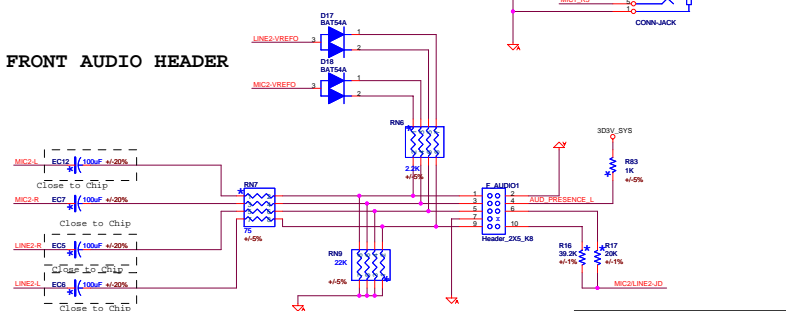 CONN-JACK
D17
BAT54A
LINE2-VREFO
3
1
2
FRONT AUDIO HEADER
D18
BAT54A
MIC2-VREFO
3
1
2
RN6
2.2K
+/-5%
3D3V_SYS
R83
1K
+/-5%
MIC2-L
EC12
100uF +/-20%
Close to Chip
MIC2-R
EC7
100uF +/-20%
Close to Chip
LINE2-R
EC5
100uF +/-20%
Close to Chip
LINE2-L
EC6
100uF +/-20%
Close to Chip
RN7
75
+/-5%
RN9
22K
+/-5%
F_AUDIO1
1
3
5
7
9
2
4
6
10
Header_2X5_K8
AUD_PRESENCE_L
R16
39.2K
+/-1%
R17
20K
+/-1%
MIC2/LINE2-JD